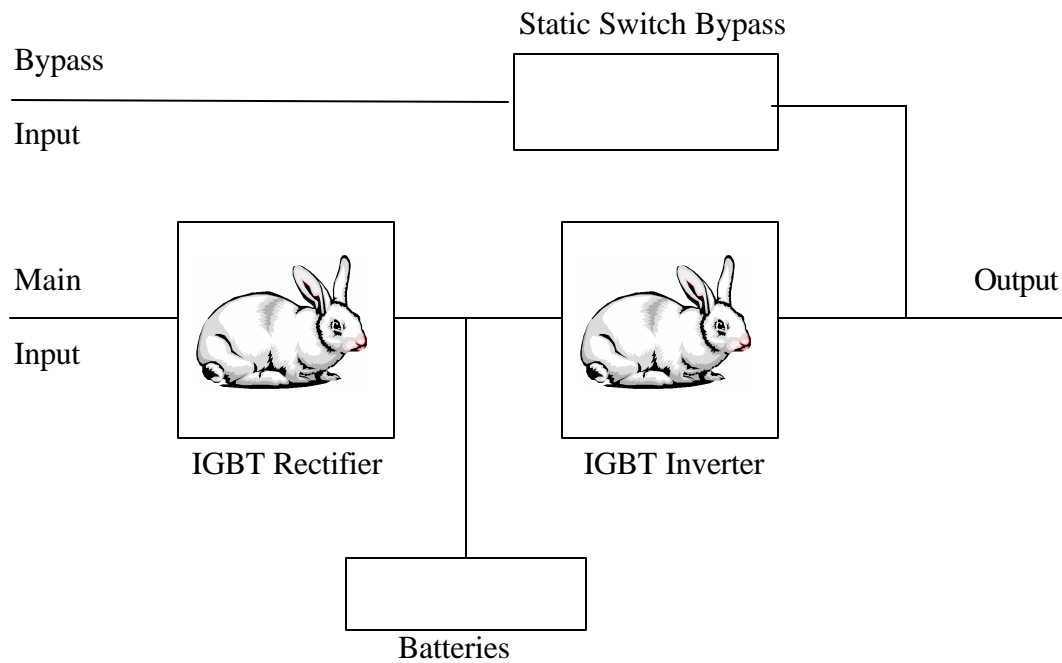 Static Switch Bypass
Bypass
Input
Main
Output
Input
IGBT Rectifier
IGBT Inverter
Batteries